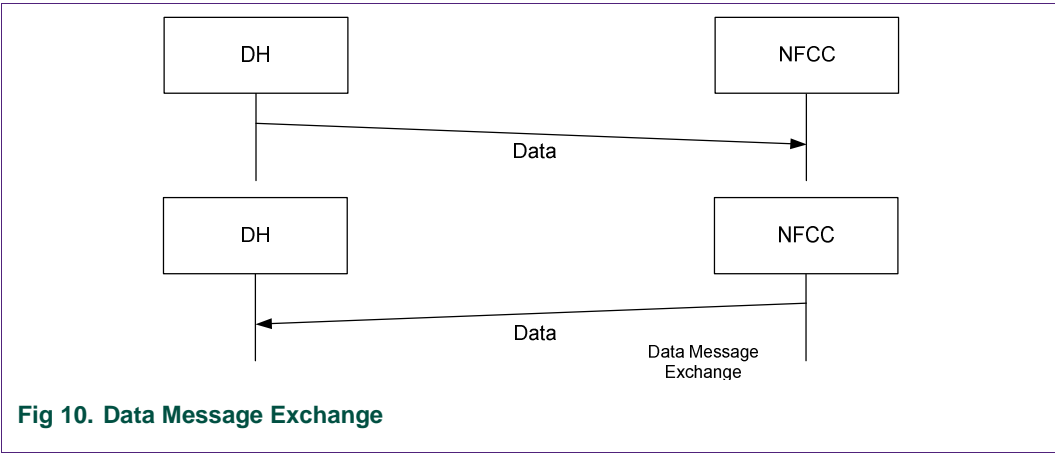 DH
NFCC
Data
DH
NFCC
Data
Data Message
Exchange
Fig 10. Data Message Exchange